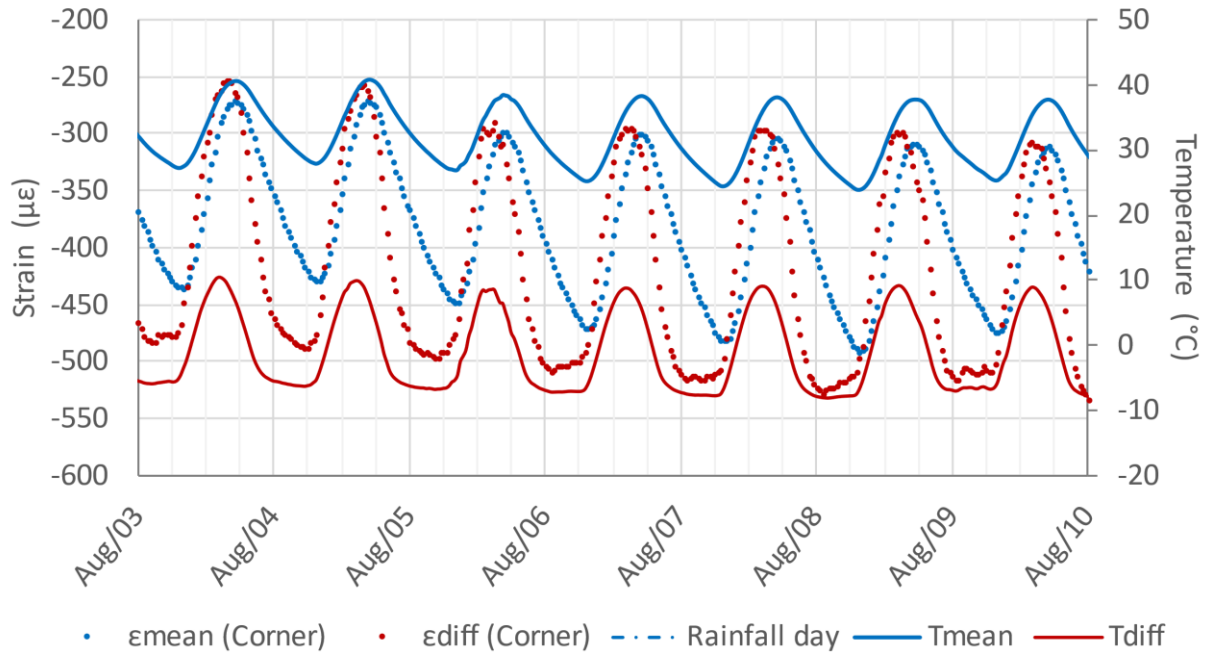 -200
-250
-300
-350
-400
-450
-500
-550
-600
Strain (με)
50
40
30
20
10
0
-10
-20
Temperature (°C)
Aug/03
Aug/04
Aug/05
Aug/06
Aug/07
Aug/08
Aug/09
Aug/10
εmean (Corner) εdiff (Corner) Rainfall day Tmean Tdiff